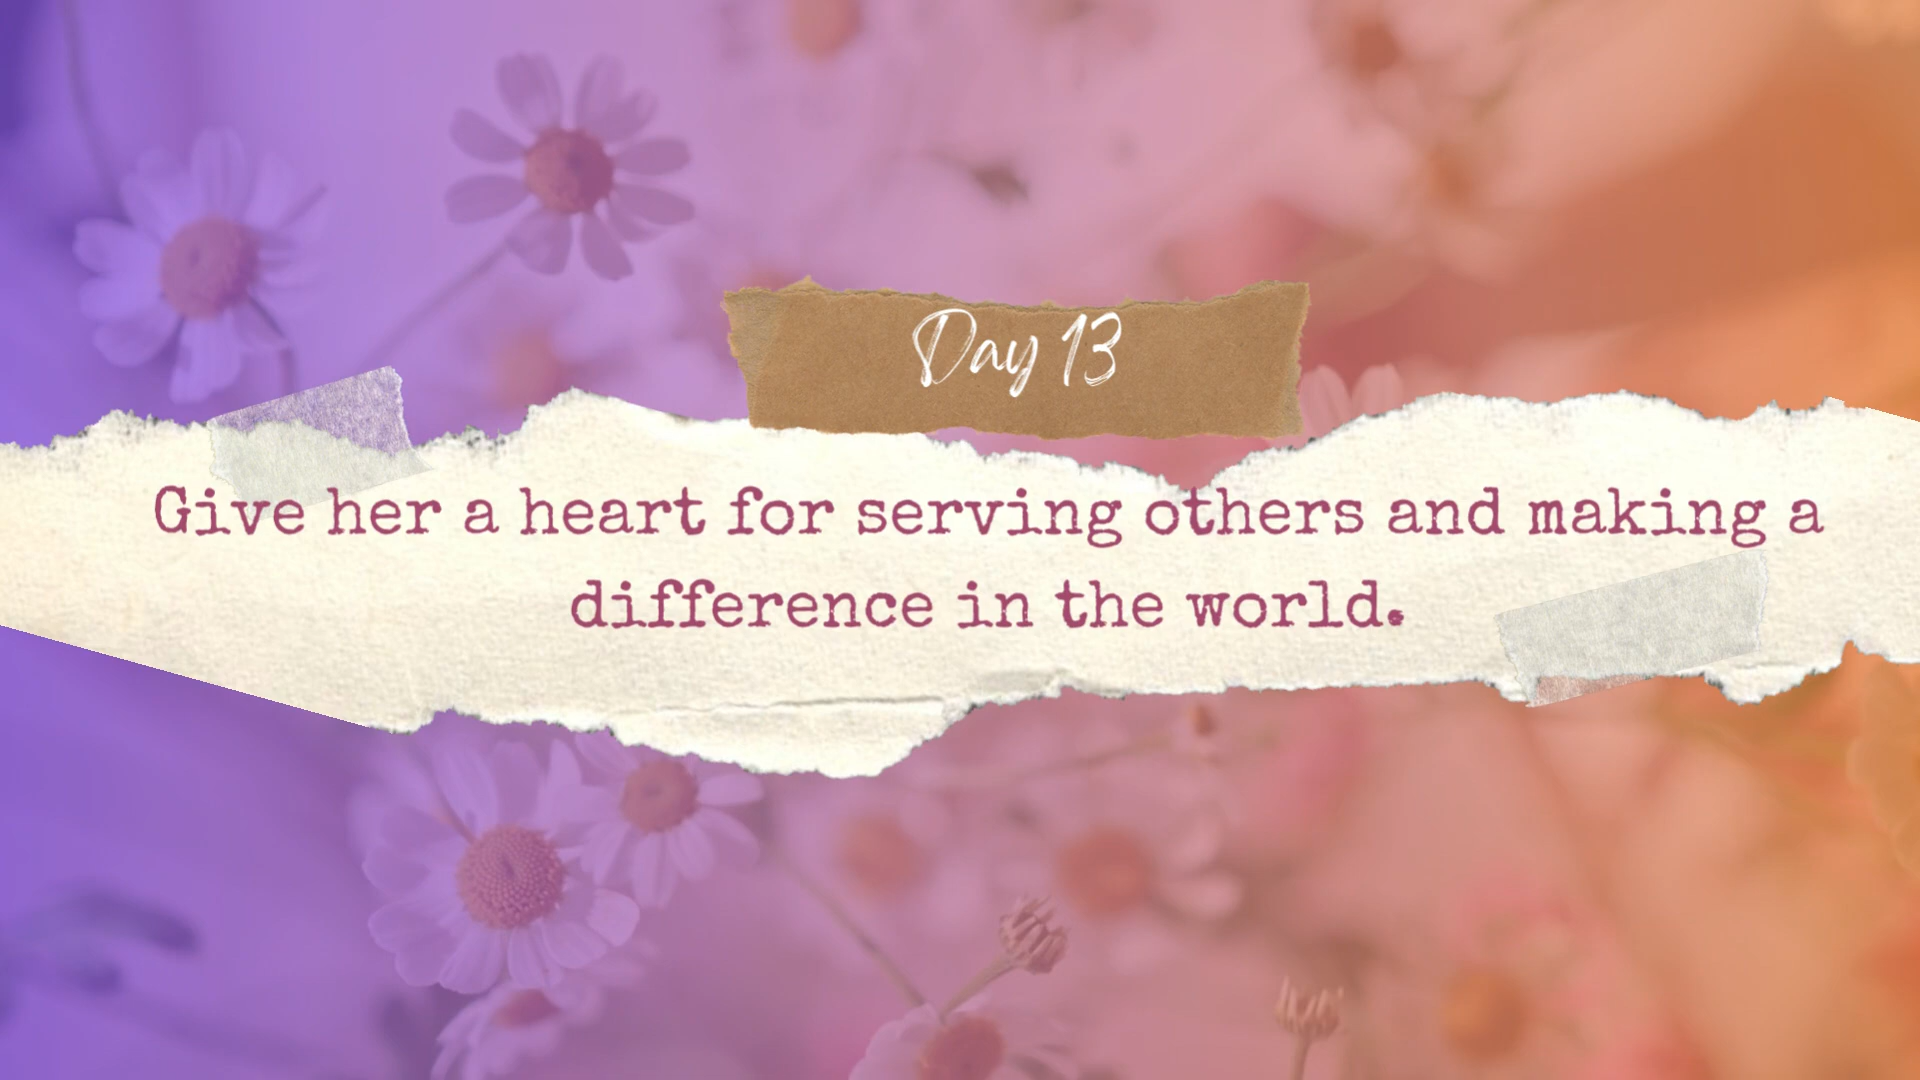 Day 13
Give her a heart for serving others and making a
difference in the world.